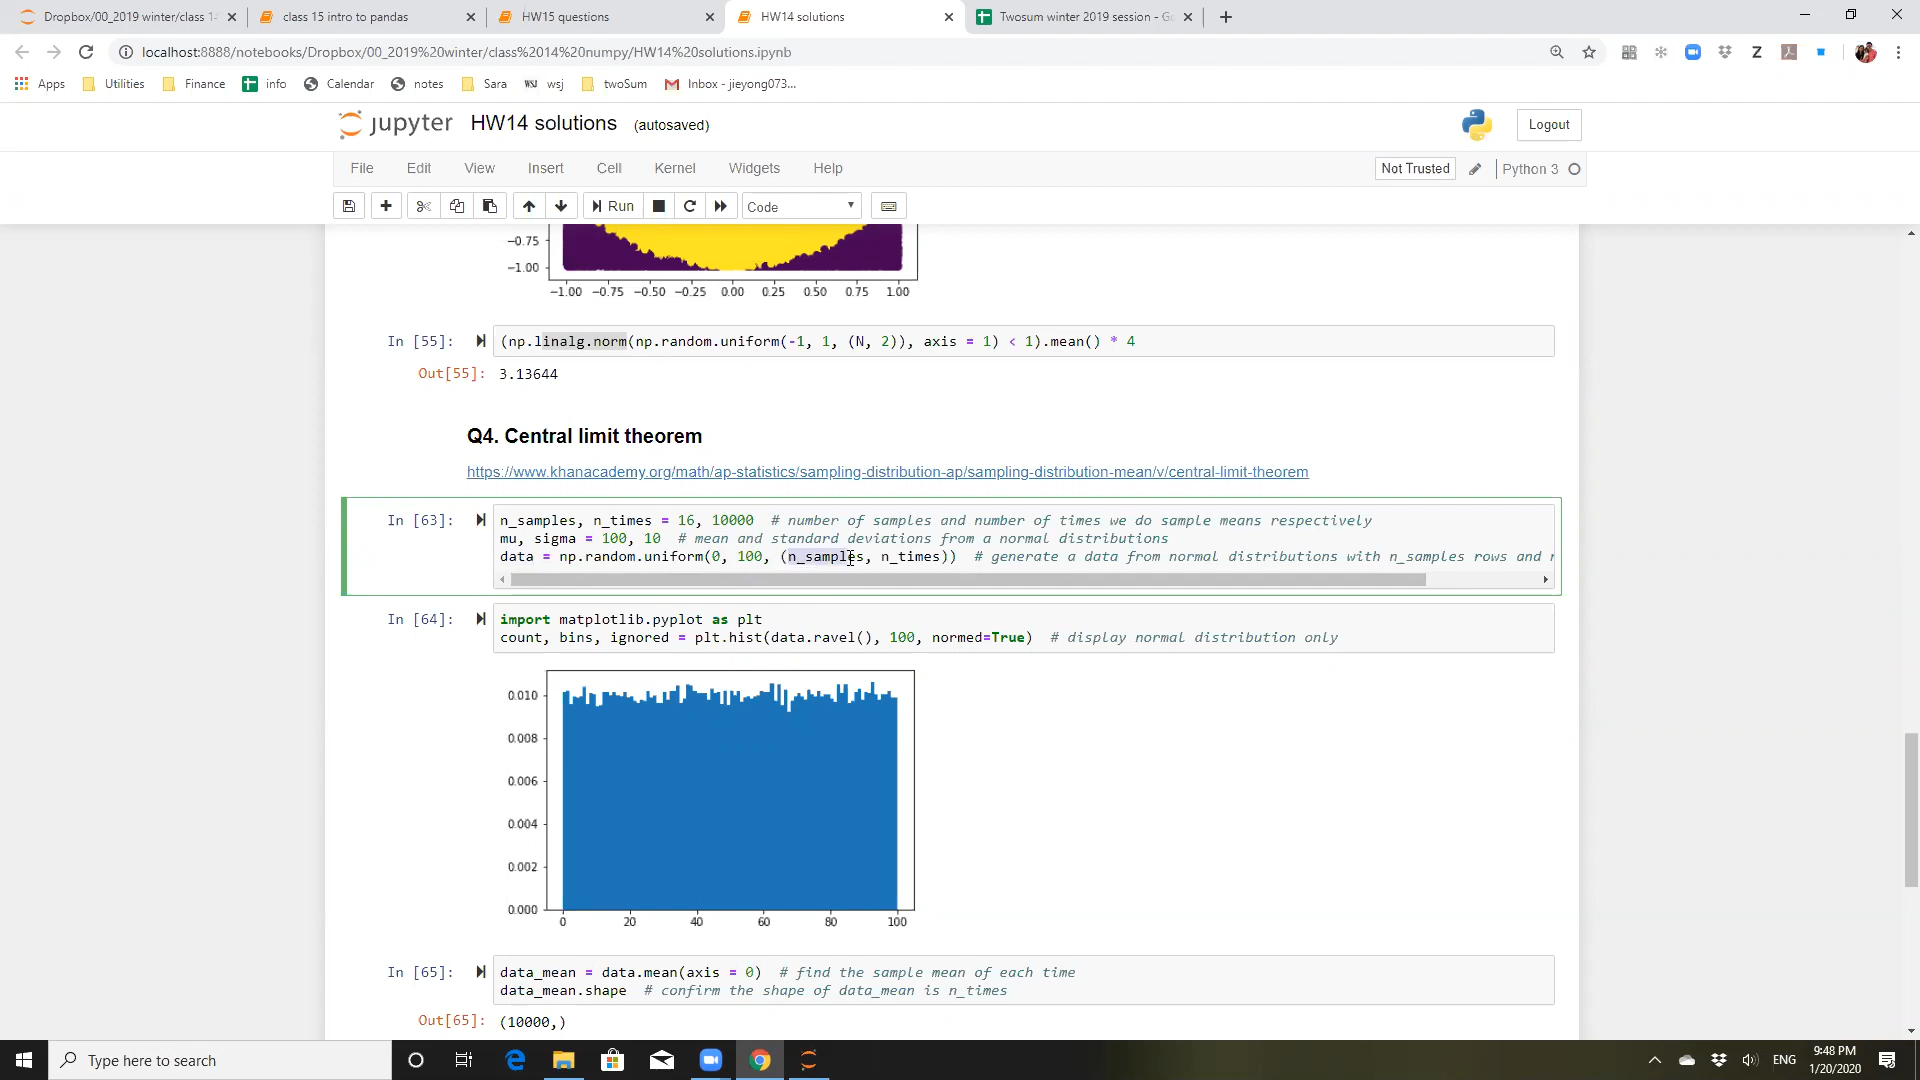 Dropbox/00_2019 winter/class 14
class 15 intro to pandas
HW15 questions
HW14 solutions
Twosum winter 2019 session - Go
localhost:8888/notebooks/Dropbox/00_2019%20winter/class%2014%20numpy/HW14%20solutions.ipynb
Apps
Utilities
Finance
info
Calendar
notes
Sara
WSJ
wsj
twoSum
Inbox - jieyong073...
jupyter
HW14 solutions
(autosaved)
Logout
File
Edit
View
Insert
Cell
Kernel
Widgets
Help
Not Trusted
Python 3
Run
Code
−0.75
−1.00
−1.00 −0.75 −0.50 −0.25 0.00 0.25 0.50 0.75 1.00
In [55]: (np.linalg.norm(np.random.uniform(-1, 1, (N, 2)), axis = 1) < 1).mean() * 4
Out[55]: 3.13644
Q4. Central limit theorem
https://www.khanacademy.org/math/ap-statistics/sampling-distribution-ap/sampling-distribution-mean/v/central-limit-theorem
In [63]: n_samples, n_times = 16, 10000 # number of samples and number of times we do sample means respectively
mu, sigma = 100, 10 # mean and standard deviations from a normal distributions
data = np.random.uniform(0, 100, (n_samples, n_times)) # generate a data from normal distributions with n_samples rows and
In [64]: import matplotlib.pyplot as plt
count, bins, ignored = plt.hist(data.ravel(), 100, normed=True) # display normal distribution only
0.010
0.008
0.006
0.004
0.002
0.000
0 20 40 60 80 100
In [65]: data_mean = data.mean(axis = 0) # find the sample mean of each time
data_mean.shape # confirm the shape of data_mean is n_times
Out[65]: (10000,)
Type here to search
ENG
9:48 PM
1/20/2020